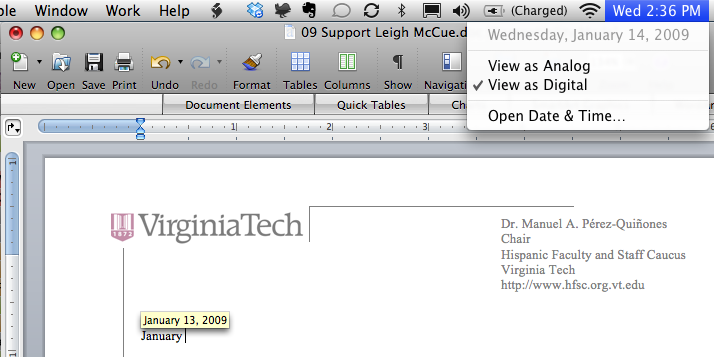 ple Window Work Help (Charged) Wed 2:36 PM
Wednesday, January 14, 2009
View as Analog
✓ View as Digital
Open Date & Time...
09 Support Leigh McCue.d
New Open Save Print Undo Redo Format Tables Columns Show Navigati
Document Elements Quick Tables Ch
1 2 3
VirginiaTech
1872
Dr. Manuel A. Pérez-Quiñones
Chair
Hispanic Faculty and Staff Caucus
Virginia Tech
http://www.hfsc.org.vt.edu
January 13, 2009
January